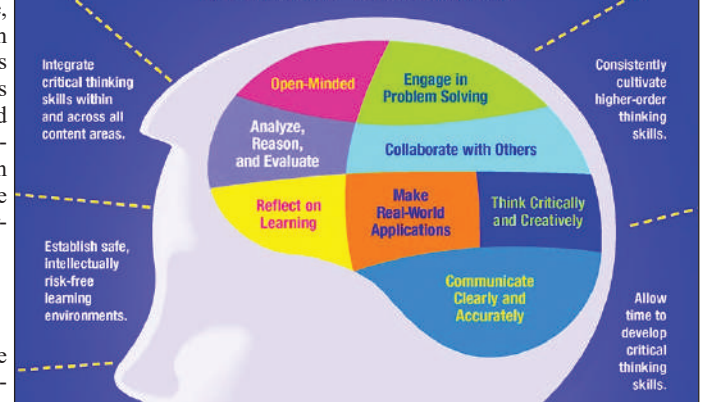 Integrate
critical thinking
skills within
and across all
content areas.
Open-Minded
Engage in
Problem Solving
Consistently
cultivate
higher-order
thinking
skills.
Analyze,
Reason,
and Evaluate
Collaborate with Others
Reflect on
Learning
Make
Real-World
Applications
Think Critically
and Creatively
Establish safe,
intellectually
risk-free
learning
environments.
Communicate
Clearly and
Accurately
Allow
time to
develop
critical
thinking
skills.